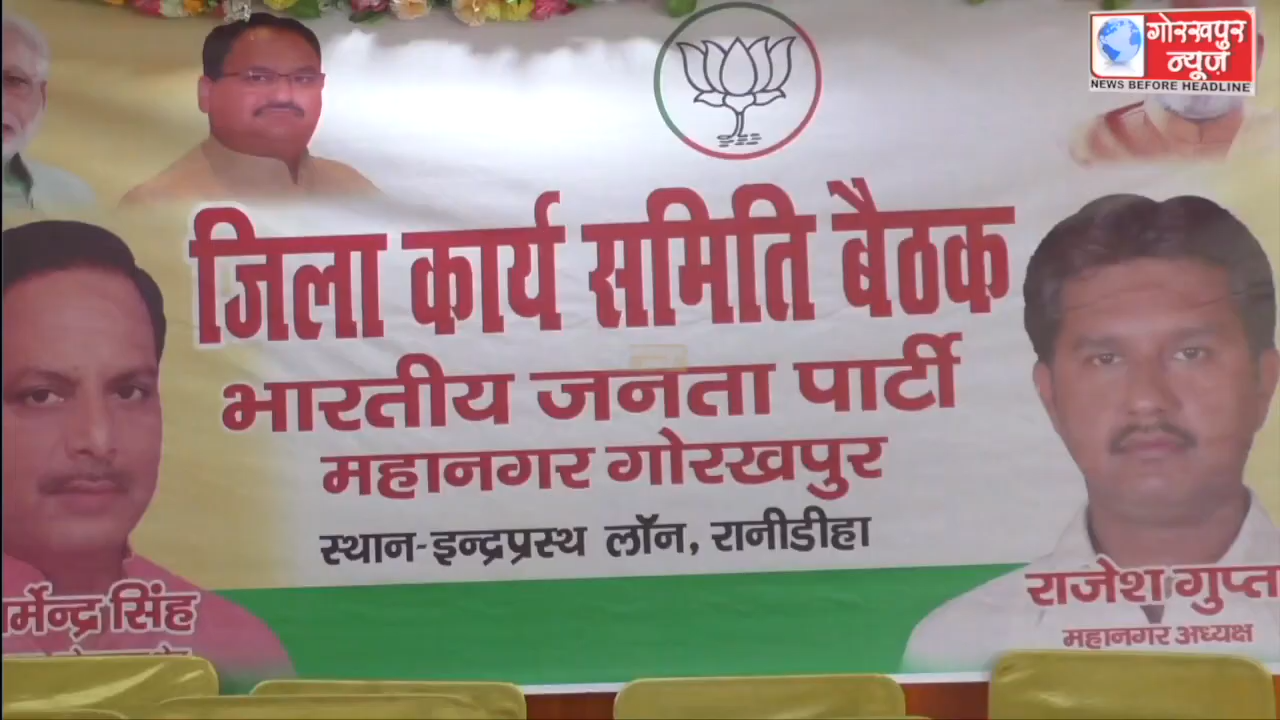 गोरखपुर
न्यूज़
NEWS BEFORE HEADLINE
जिला कार्य समिति बैठक
भारतीय जनता पार्टी
महानगर गोरखपुर
स्थान-इन्द्रप्रस्थ लॉन, रानीडीहा
र्मेन्द्र सिंह
राजेश गुप्ता
महानगर अध्यक्ष